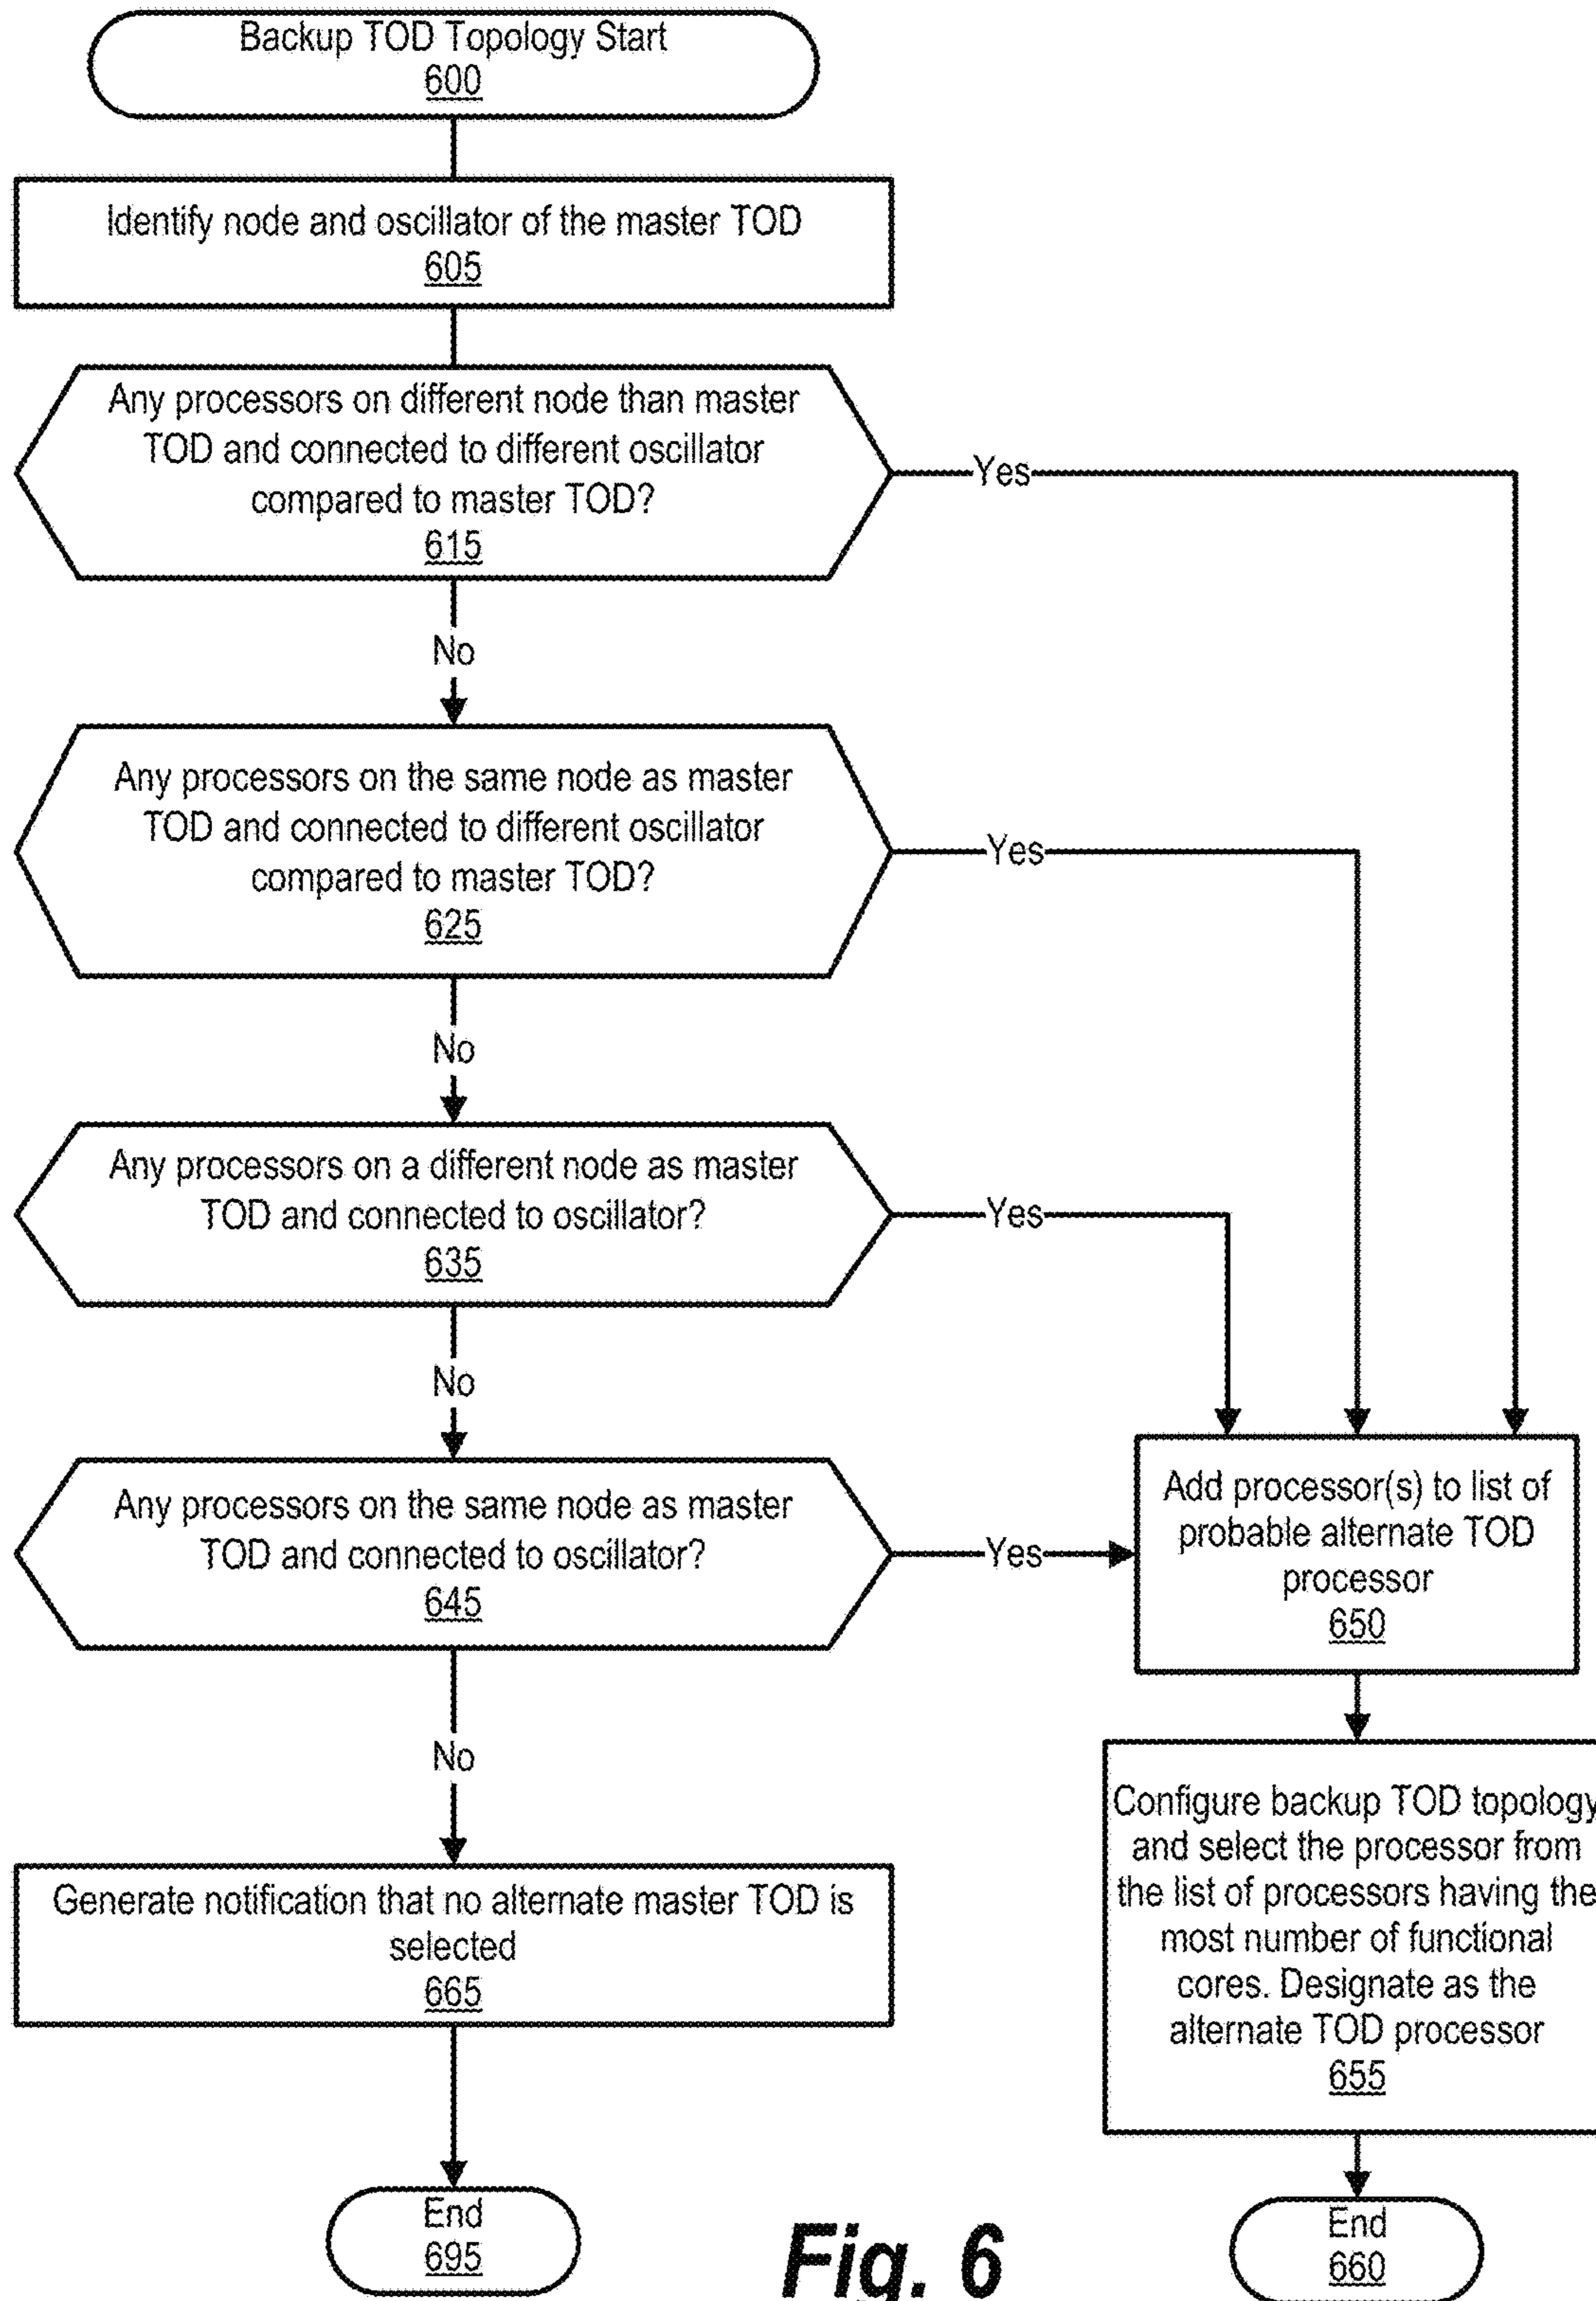 Backup TOD Topology Start
600
Identify node and oscillator of the master TOD
605
Any processors on different node than master
TOD and connected to different oscillator
compared to master TOD?
615
Yes
No
Any processors on the same node as master
TOD and connected to different oscillator
compared to master TOD?
625
Yes
No
Any processors on a different node as master
TOD and connected to oscillator?
635
Yes
No
Any processors on the same node as master
TOD and connected to oscillator?
645
Yes
Add processor(s) to list of
probable alternate TOD
processor
650
No
Configure backup TOD topology
and select the processor from
the list of processors having the
most number of functional
cores. Designate as the
alternate TOD processor
655
Generate notification that no alternate master TOD is
selected
665
End
695
End
660
Fig. 6